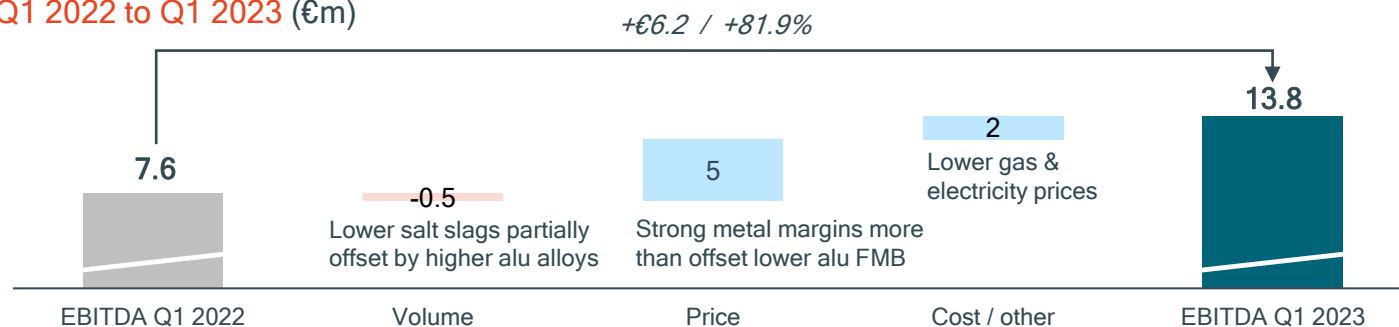 Q1 2022 to Q1 2023 (€m)
+€6.2 / +81.9%
7.6
-0.5
Lower salt slags partially
offset by higher alu alloys
5
Strong metal margins more
than offset lower alu FMB
2
Lower gas &
electricity prices
13.8
EBITDA Q1 2022
Volume
Price
Cost / other
EBITDA Q1 2023